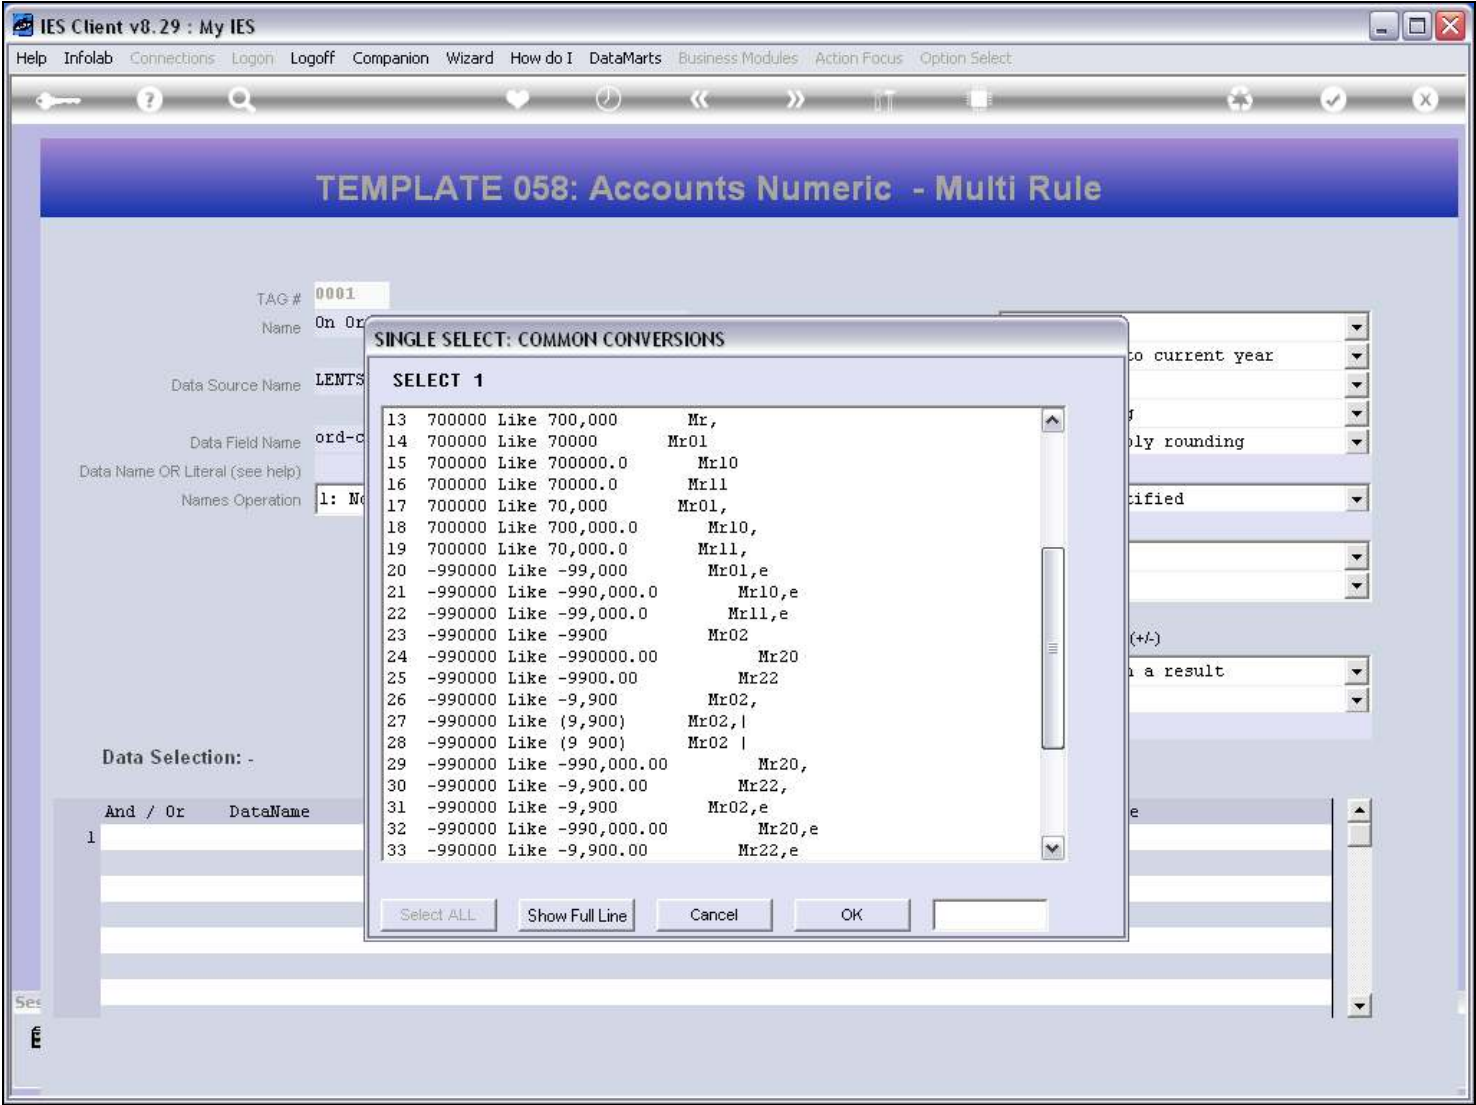 IES Client v8.29 : My IES
Help Infolab Connections Logon Logoff Companion Wizard How do I DataMarts Business Modules Action Focus Option Select
TEMPLATE 058: Accounts Numeric - Multi Rule
TAG # 0001
Name On Or
Data Source Name LENTS
Data Field Name ord-c
Data Name OR Literal (see help)
Names Operation 1: No
SINGLE SELECT: COMMON CONVERSIONS
SELECT 1
13 700000 Like 700,000 Mr,
14 700000 Like 70000 Mr01
15 700000 Like 700000.0 Mr10
16 700000 Like 70000.0 Mr11
17 700000 Like 70,000 Mr01,
18 700000 Like 700,000.0 Mr10,
19 700000 Like 70,000.0 Mr11,
20 -990000 Like -99,000 Mr01,e
21 -990000 Like -990,000.0 Mr10,e
22 -990000 Like -99,000.0 Mr11,e
23 -990000 Like -9900 Mr02
24 -990000 Like -990000.00 Mr20
25 -990000 Like -9900.00 Mr22
26 -990000 Like -9,900 Mr02,
27 -990000 Like (9,900) Mr02,|
28 -990000 Like (9 900) Mr02 |
29 -990000 Like -990,000.00 Mr20,
30 -990000 Like -9,900.00 Mr22,
31 -990000 Like -9,900 Mr02,e
32 -990000 Like -990,000.00 Mr20,e
33 -990000 Like -9,900.00 Mr22,e
Select ALL Show Full Line Cancel OK
to current year
g
ply rounding
tified
(+/-)
n a result
Data Selection: -
And / Or DataName e
1
Ses